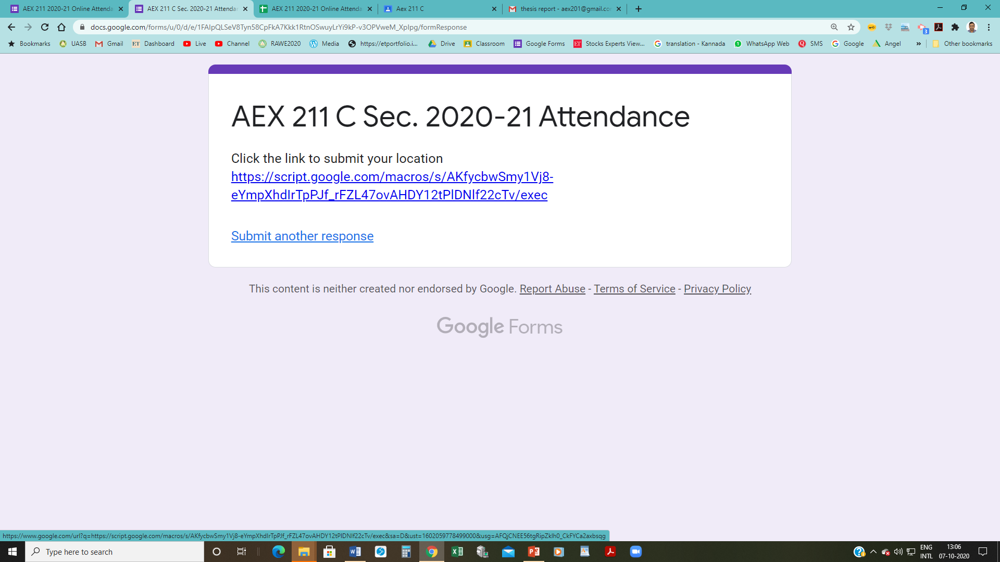 AEX 211 2020-21 Online Attenda
AEX 211 C Sec. 2020-21 Attendan
AEX 211 2020-21 Online Attenda
Aex 211 C
thesis report - aex201@gmail.co
docs.google.com/forms/u/0/d/e/1FAIpQLSeV8Tyn58CpFkA7Kkk1RtnOSwuyLrYi9kP-v3OPVweM_XpIpg/formResponse
3
Bookmarks UASB Gmail ET Dashboard Live Channel RAWE2020 Media https://etportfolio.i... Drive Classroom Google Forms ET Stocks Experts View... translation - Kannada WhatsApp Web SMS Google Angel » Other bookmarks
AEX 211 C Sec. 2020-21 Attendance
Click the link to submit your location
https://script.google.com/macros/s/AKfycbwSmy1Vj8-
eYmpXhdIrTpPJf_rFZL47ovAHDY12tPlDNlf22cTv/exec
Submit another response
This content is neither created nor endorsed by Google. Report Abuse - Terms of Service - Privacy Policy
Google Forms
https://www.google.com/url?q=https://script.google.com/macros/s/AKfycbwSmy1Vj8-eYmpXhdIrTpPJf_rFZL47ovAHDY12tPlDNlf22cTv/exec&sa=D&ust=1602059778499000&usg=AFQjCNEE56tgRipZklh0_CkFYCa2axbsqg
Type here to search
ENG
INTL
13:06
07-10-2020